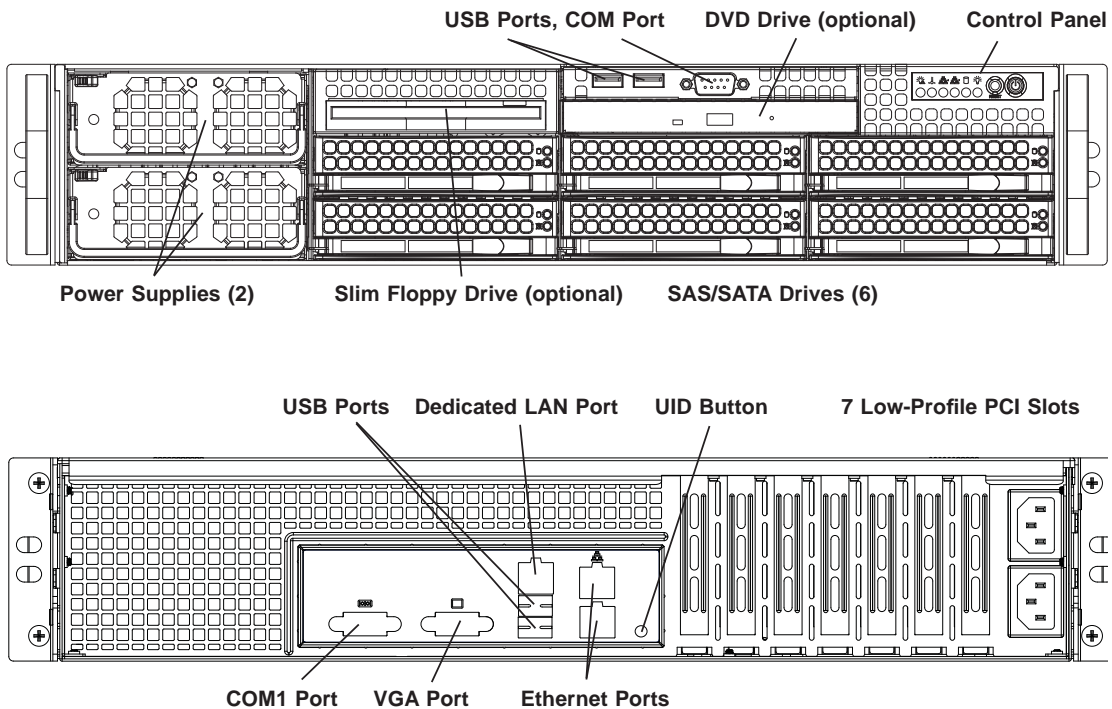 USB Ports, COM Port DVD Drive (optional) Control Panel
Power Supplies (2) Slim Floppy Drive (optional) SAS/SATA Drives (6)
USB Ports Dedicated LAN Port UID Button 7 Low-Profile PCI Slots
COM1 Port VGA Port Ethernet Ports